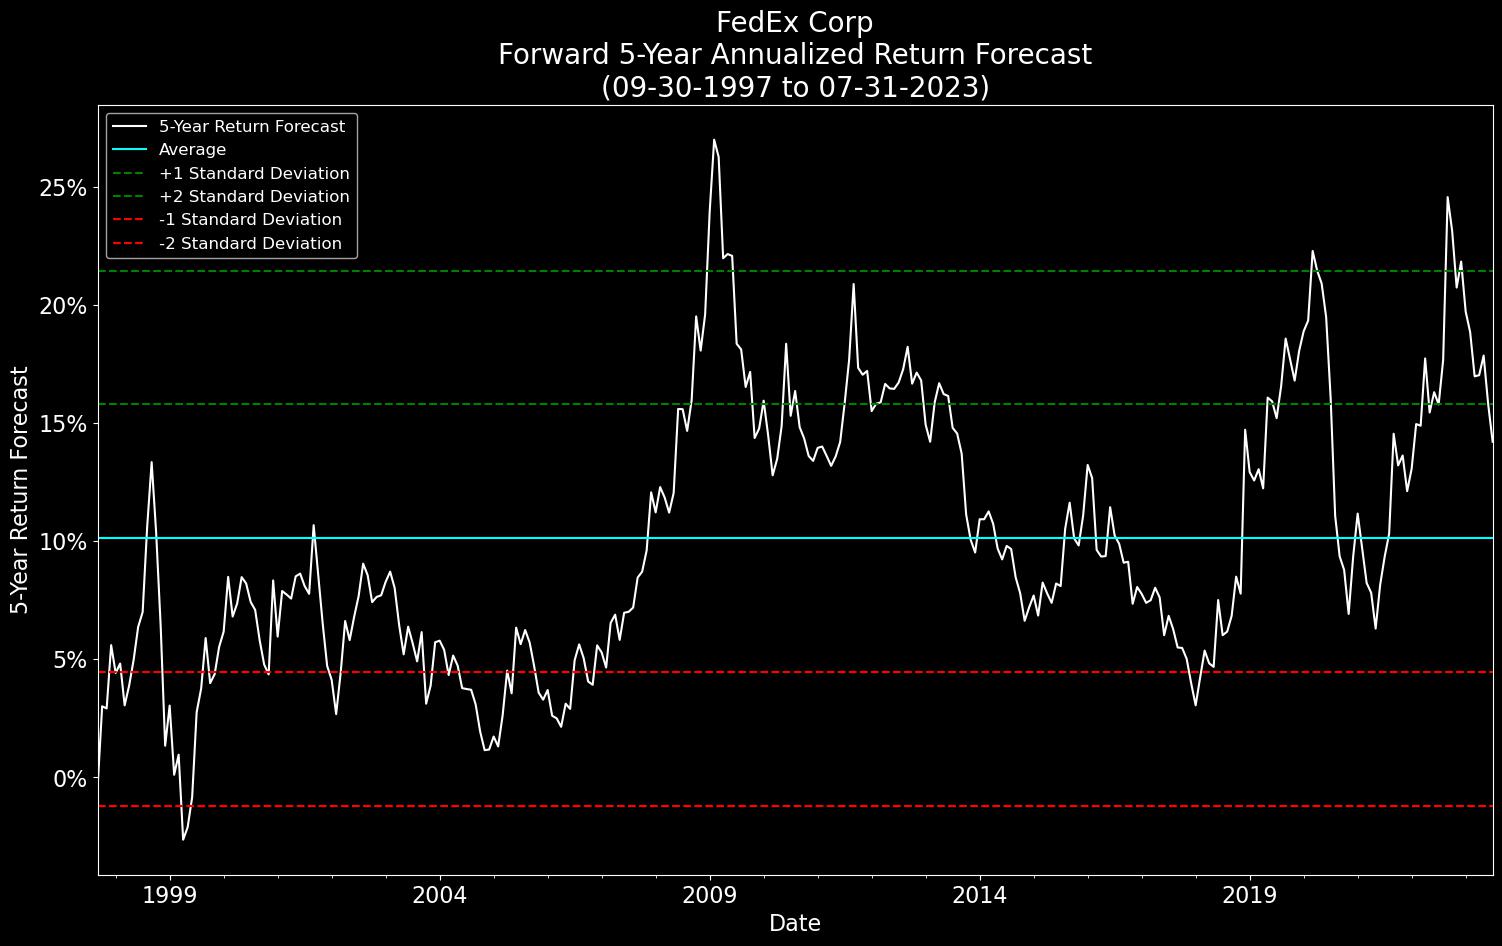 FedEx Corp
Forward 5-Year Annualized Return Forecast
(09-30-1997 to 07-31-2023)
5-Year Return Forecast
Average
+1 Standard Deviation
+2 Standard Deviation
-1 Standard Deviation
-2 Standard Deviation
25%
20%
15%
10%
5%
0%
5-Year Return Forecast
1999
2004
2009
2014
2019
Date